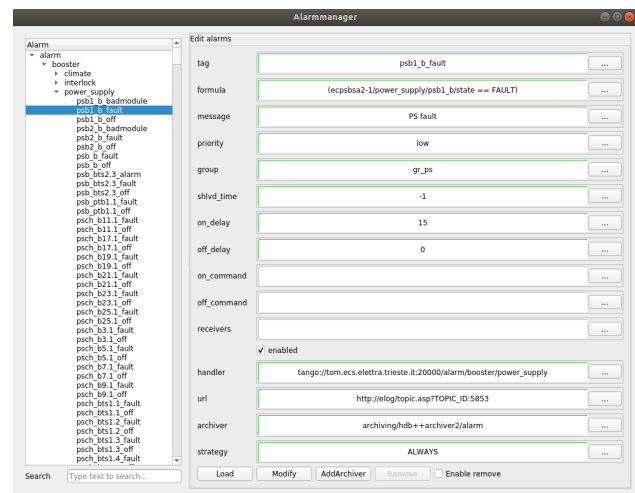 Alarmmanager
Alarm
alarm
booster
climate
interlock
power_supply
psb1_b_badmodule
psb1_b_fault
psb1_b_off
psb2_b_badmodule
psb2_b_fault
psb2_b_off
psb_b_fault
psb_b_off
psb_bts2.3_alarm
psb_bts2.3_fault
psb_bts2.3_off
psb_ptb1.1_fault
psb_ptb1.1_off
psch_b11.1_fault
psch_b11.1_off
psch_b17.1_fault
psch_b17.1_off
psch_b19.1_fault
psch_b19.1_off
psch_b21.1_fault
psch_b21.1_off
psch_b23.1_fault
psch_b23.1_off
psch_b25.1_fault
psch_b25.1_off
psch_b3.1_fault
psch_b3.1_off
psch_b5.1_fault
psch_b5.1_off
psch_b7.1_fault
psch_b7.1_off
psch_b9.1_fault
psch_b9.1_off
psch_bts1.1_fault
psch_bts1.1_off
psch_bts1.2_fault
psch_bts1.2_off
psch_bts1.3_fault
psch_bts1.3_off
psch_bts1.4_fault
Search Type text to search...
Edit alarms
tag psb1_b_fault ...
formula (ecpsbsa2-1/power_supply/psb1_b/state == FAULT) ...
message PS fault ...
priority low ...
group gr_ps ...
shlvd_time -1 ...
on_delay 15 ...
off_delay 0 ...
on_command ...
off_command ...
receivers ...
enabled
handler tango://tom.ecs.elettra.trieste.it:20000/alarm/booster/power_supply ...
url http://elog/topic.asp?TOPIC_ID:5853 ...
archiver archiving/hdb++archiver2/alarm ...
strategy ALWAYS ...
Load Modify AddArchiver Remove Enable remove